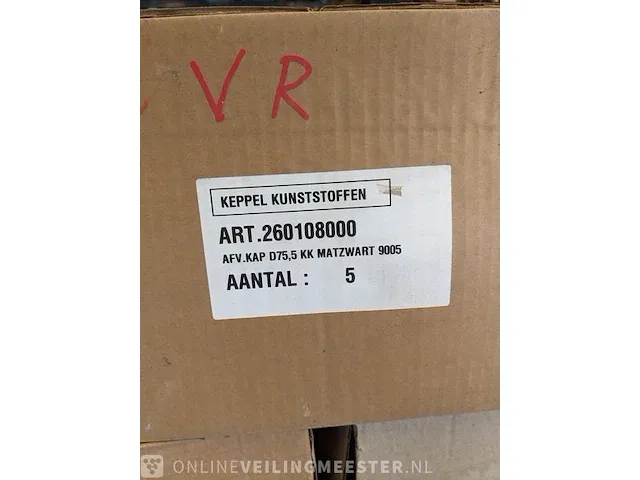 VR
KEPPEL KUNSTSTOFFEN
ART.260108000
AFV.KAP D75,5 KK MATZWART 9005
AANTAL : 5
ONLINEVEILINGMEESTER.NL